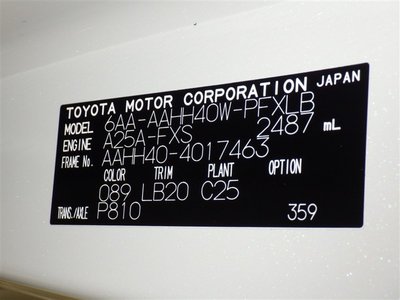 TOYOTA MOTOR CORPORATION JAPAN
MODEL 6AA-AAHH40W-PFXLB
ENGINE A25A-FXS 2487 mL
FRAME No. AAHH40-4017463
COLOR TRIM PLANT OPTION
089 LB20 C25
TRANS./AXLE P810 359